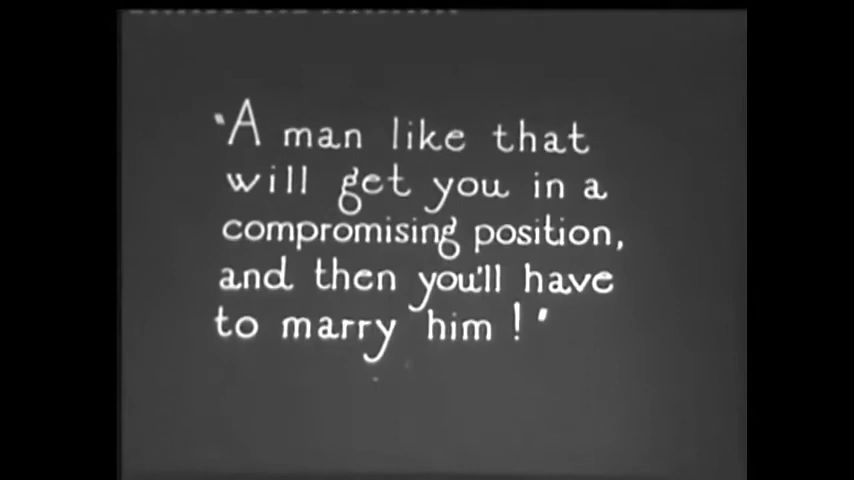 "A man like that
will get you in a
compromising position,
and then you'll have
to marry him!"